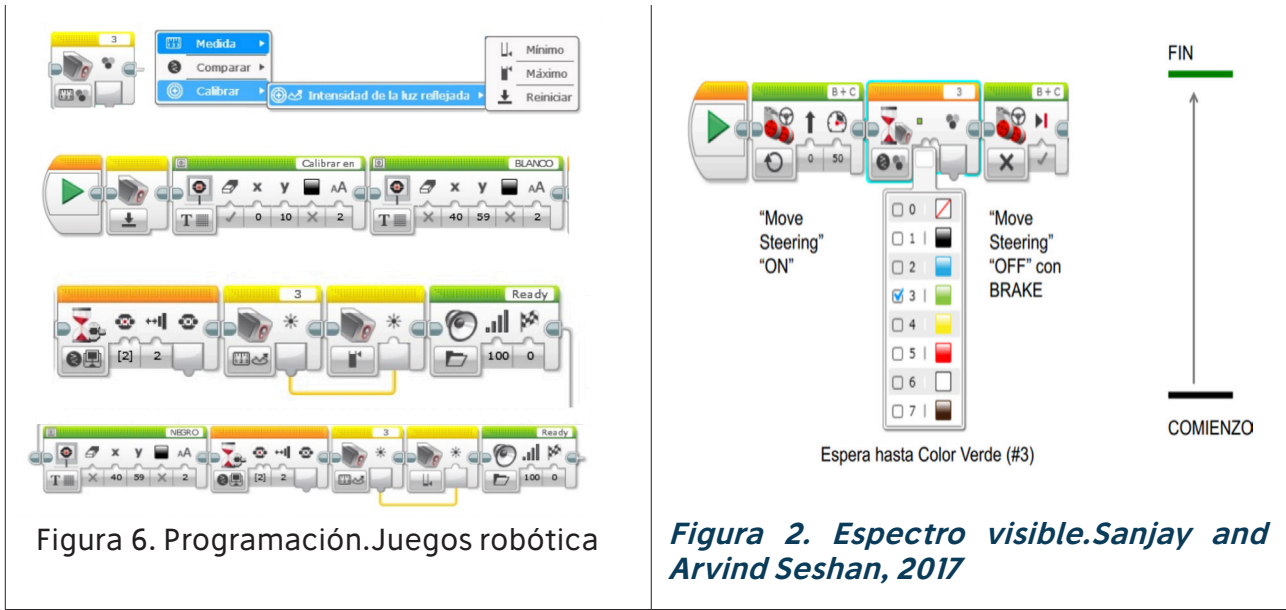 3
Medida
Comparar
Calibrar
Intensidad de la luz reflejada
Mínimo
Máximo
Reiniciar
Calibrar en
BLANCO
x y AA x y AA
T 0 10 2 T 40 59 2
3
Ready
[2] 2 100 0
NEGRO
3
Ready
x y AA
T 40 59 2 [2] 2 100 0
Figura 6. Programación.Juegos robótica
B + C
3
B + C
0 50
0
1
2
3
4
5
6
7
“Move
Steering”
“ON”
“Move
Steering”
“OFF” con
BRAKE
Espera hasta Color Verde (#3)
FIN
COMIENZO
Figura 2. Espectro visible.Sanjay and
Arvind Seshan, 2017